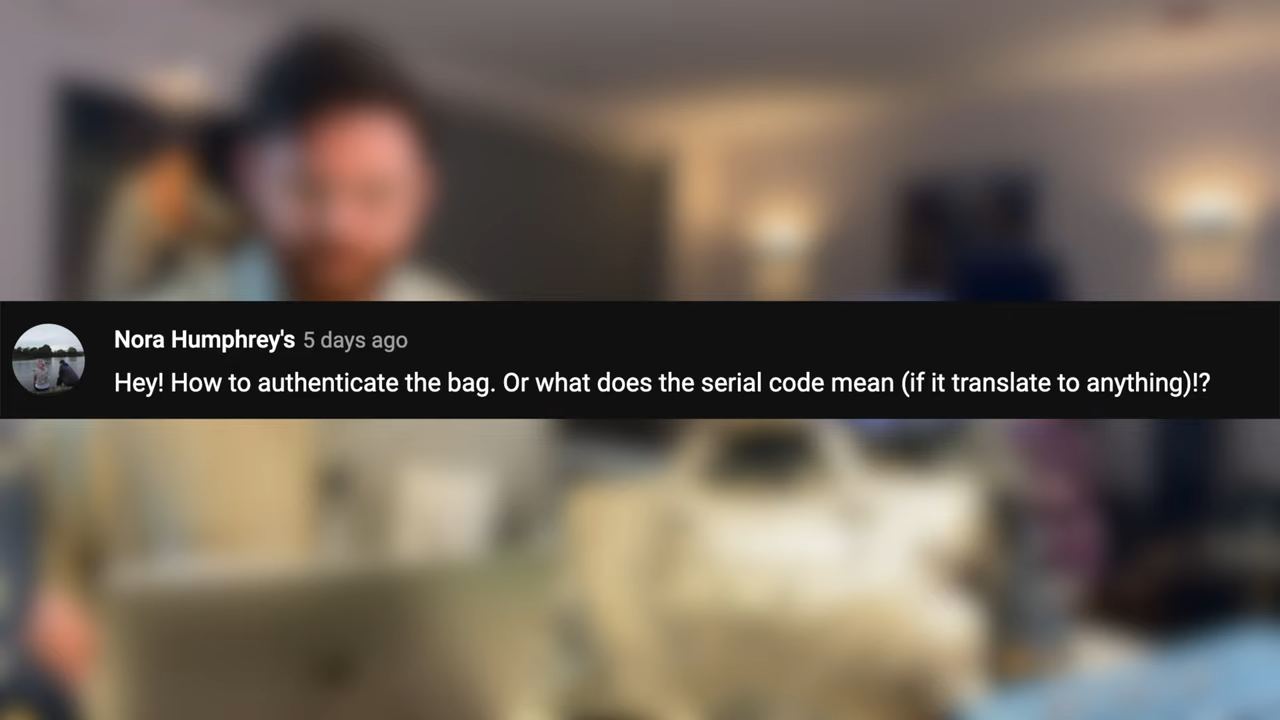 Nora Humphrey's 5 days ago
Hey! How to authenticate the bag. Or what does the serial code mean (if it translate to anything)!?